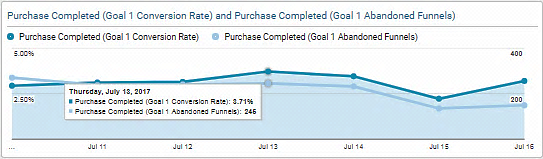 Purchase Completed (Goal 1 Conversion Rate) and Purchase Completed (Goal 1 Abandoned Funnels)
Purchase Completed (Goal 1 Conversion Rate) Purchase Completed (Goal 1 Abandoned Funnels)
5.00% 400
Thursday, July 13, 2017
Purchase Completed (Goal 1 Conversion Rate): 3.71%
Purchase Completed (Goal 1 Abandoned Funnels): 246
2.50% 200
... Jul 11 Jul 12 Jul 13 Jul 14 Jul 15 Jul 16